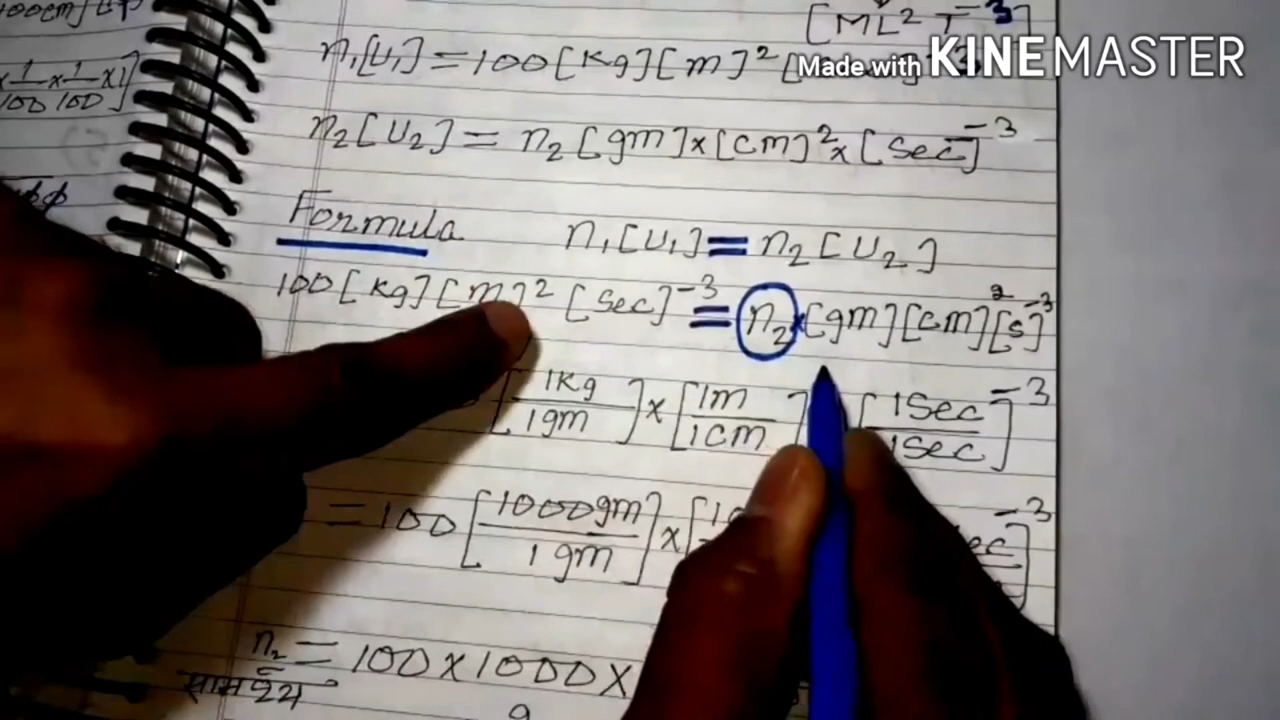 [ML² T⁻³]
n₁[U₁] = 100 [Kg] [m]² [
Made with KINEMASTER
n₂[U₂] = n₂ [gm] × [cm]² × [Sec]⁻³
Formula n₁[U₁] = n₂[U₂]
100 [Kg] [m]² [Sec]⁻³ = n₂ × [gm] [cm]² [s]⁻³
[1Kg/1gm] × [1m/1cm] [1Sec/1Sec]⁻³
= 100 [1000gm/1gm] × [
n₂ = 100 × 1000 ×